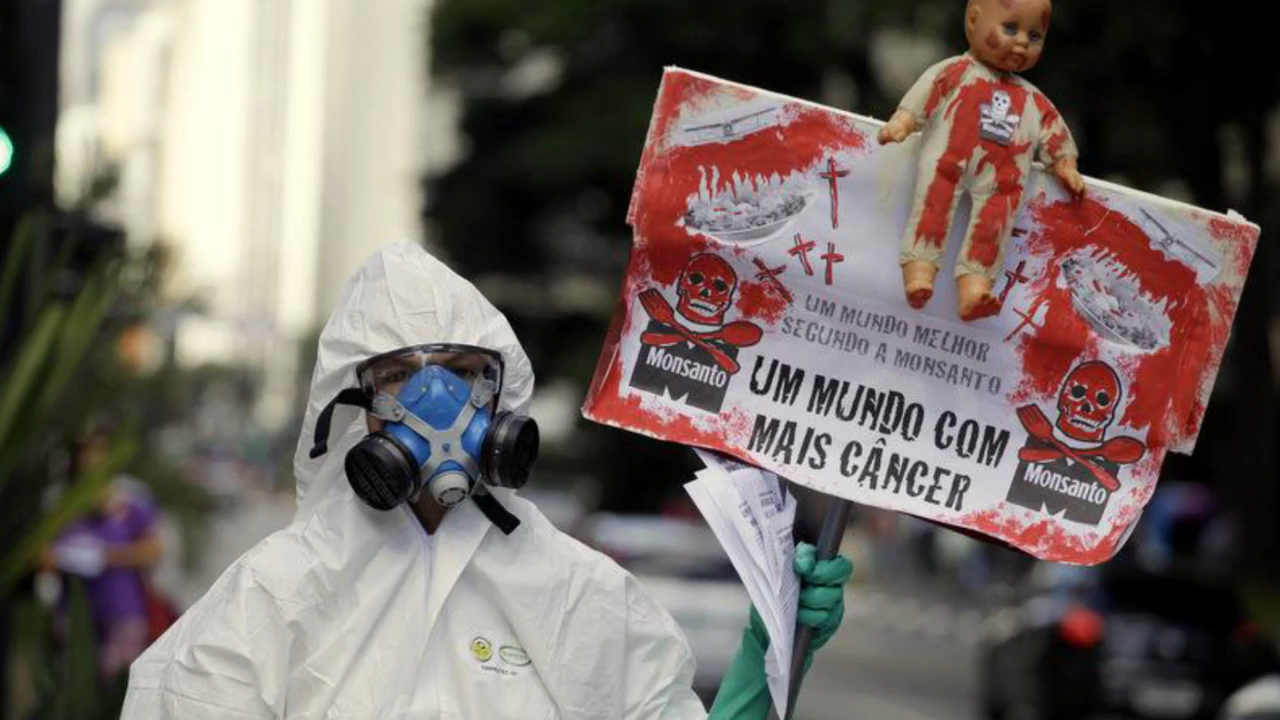 UM MUNDO MELHOR
SEGUNDO A MONSANTO
UM MUNDO COM
MAIS CÂNCER
Monsanto
Monsanto